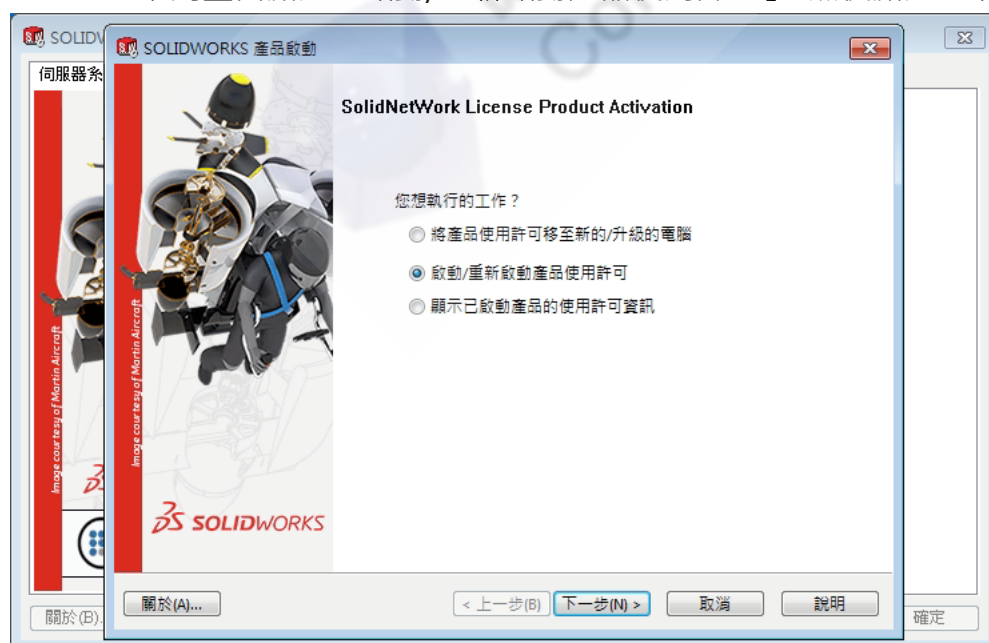 SOLIDW
SOLIDWORKS 產品啟動
伺服器系
SolidNetWork License Product Activation
您想執行的工作？
將產品使用許可移至新的/升級的電腦
啟動/重新啟動產品使用許可
顯示已啟動產品的使用許可資訊
Image courtesy of Martin Aircraft
Image courtesy of Martin Aircraft
SOLIDWORKS
關於(A)...
< 上一步(B)
下一步(N) >
取消
說明
關於(B).
確定